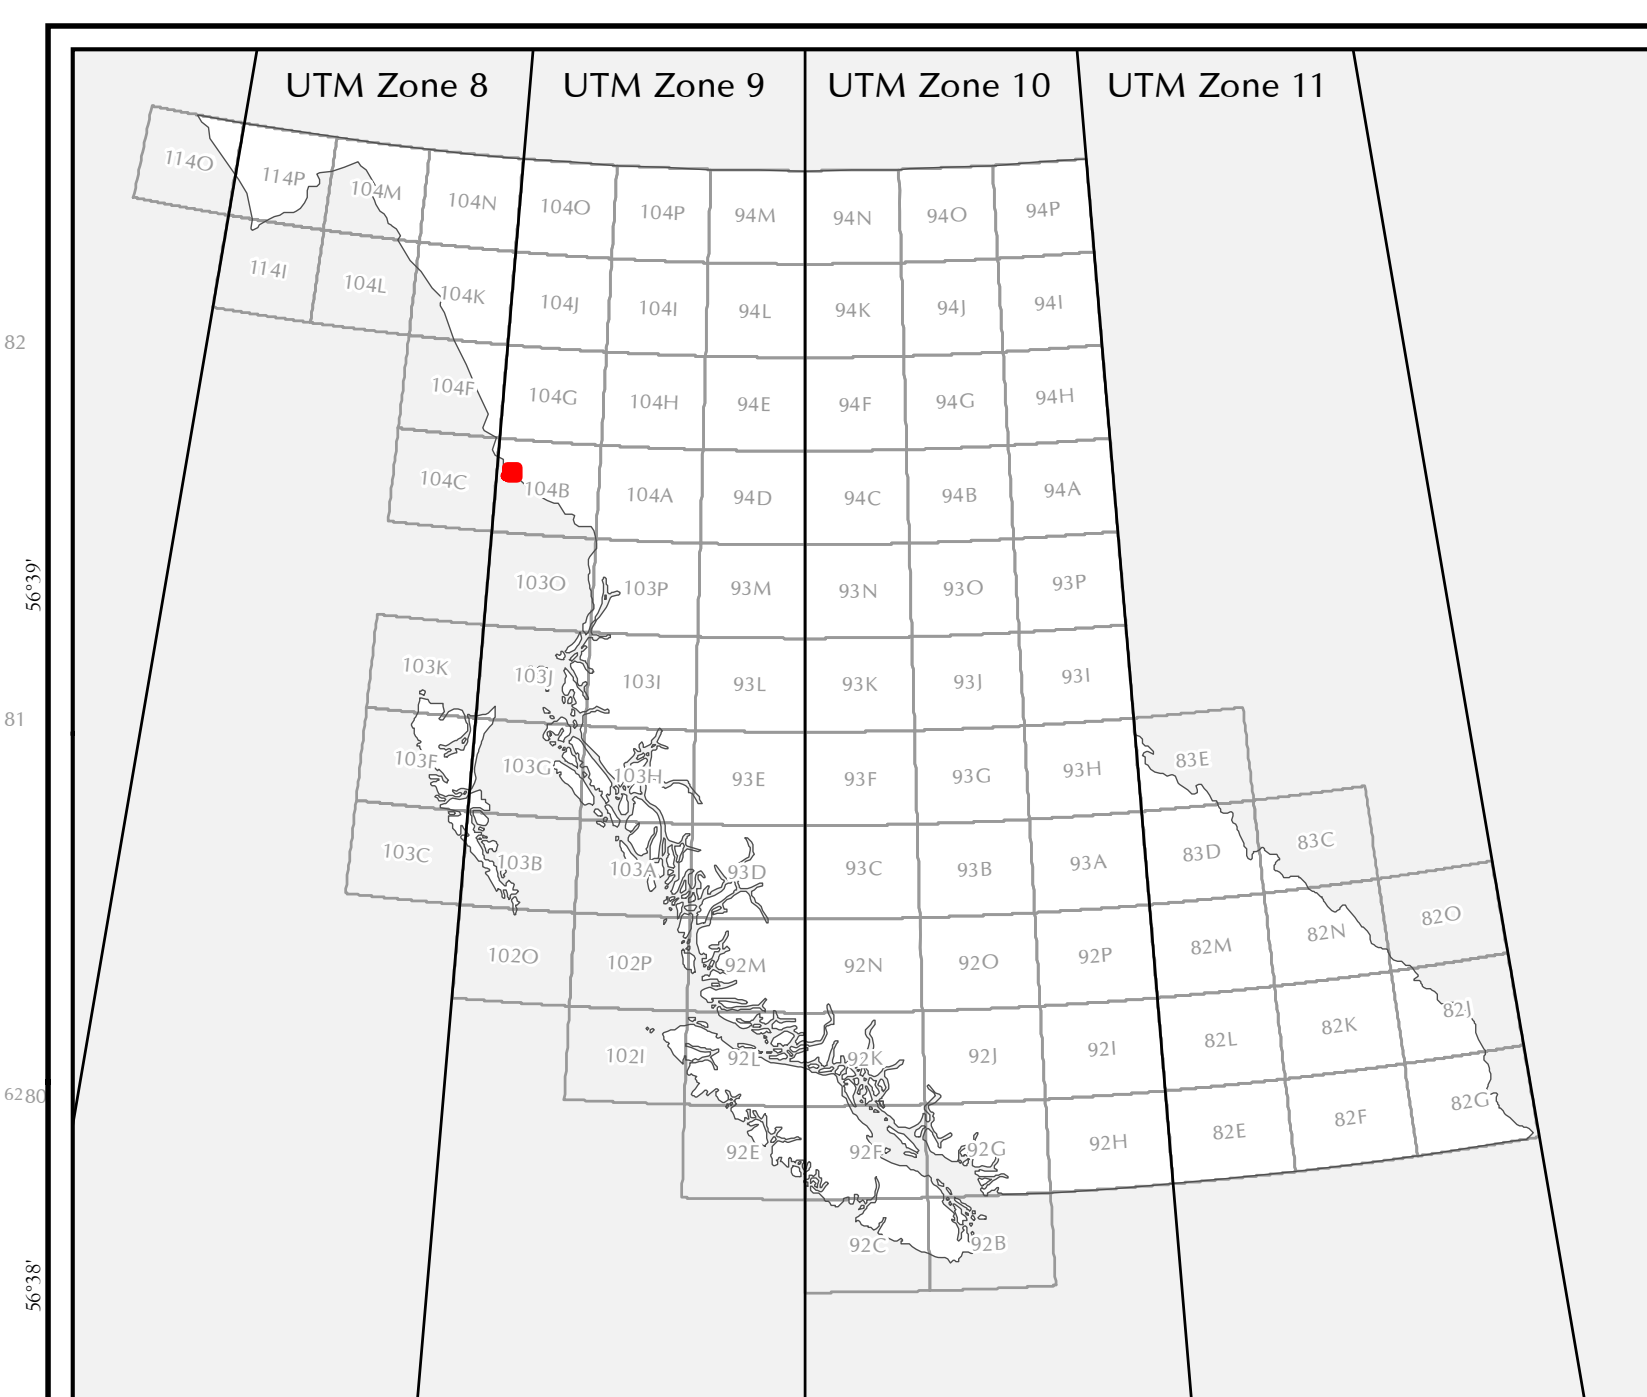 UTM Zone 8 UTM Zone 9 UTM Zone 10 UTM Zone 11
114O 114P 104M 104N 104O 104P 94M 94N 94O 94P
114I 104L 104K 104J 104I 94L 94K 94J 94I
82
104F 104G 104H 94E 94F 94G 94H
104C 104B 104A 94D 94C 94B 94A
56°39'
103O 103P 93M 93N 93O 93P
103K 103J 103I 93L 93K 93J 93I
81
103F 103G 103H 93E 93F 93G 93H 83E
103C 103B 103A 93D 93C 93B 93A 83D 83C
102O 102P 92M 92N 92O 92P 82M 82N 82O
102I 92L 92K 92J 92I 82L 82K 82J
6280
92E 92F 92G 92H 82E 82F 82G
92C 92B
56°38'